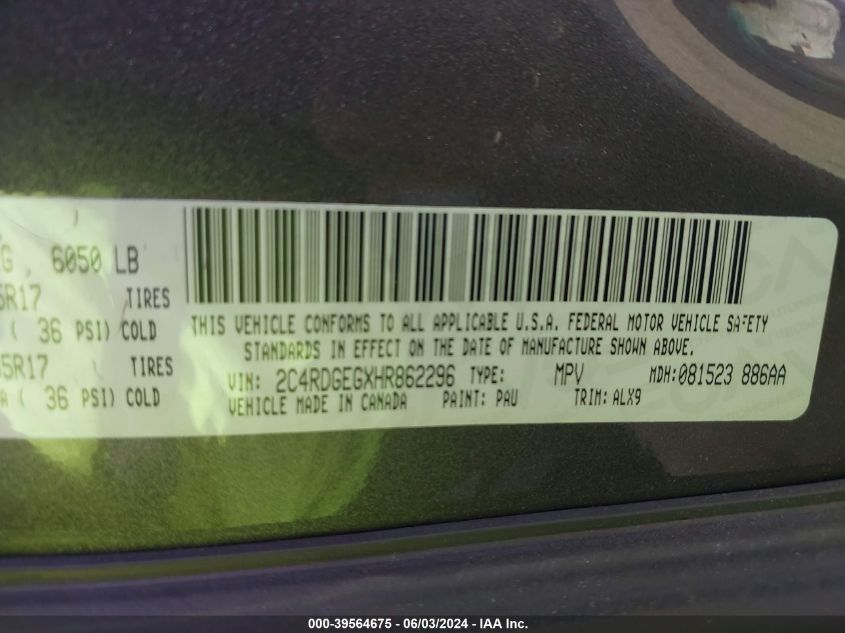 G 6050 LB
5R17 TIRES
( 36 PSI) COLD
65R17 TIRES
A ( 36 PSI) COLD
THIS VEHICLE CONFORMS TO ALL APPLICABLE U.S.A. FEDERAL MOTOR VEHICLE SAFETY
STANDARDS IN EFFECT ON THE DATE OF MANUFACTURE SHOWN ABOVE.
VIN: 2C4RDGEGXHR862296 TYPE: MPV MDH:081523 886AA
VEHICLE MADE IN CANADA PAINT: PAU TRIM: ALX9
000-39564675 - 06/03/2024 - IAA Inc.